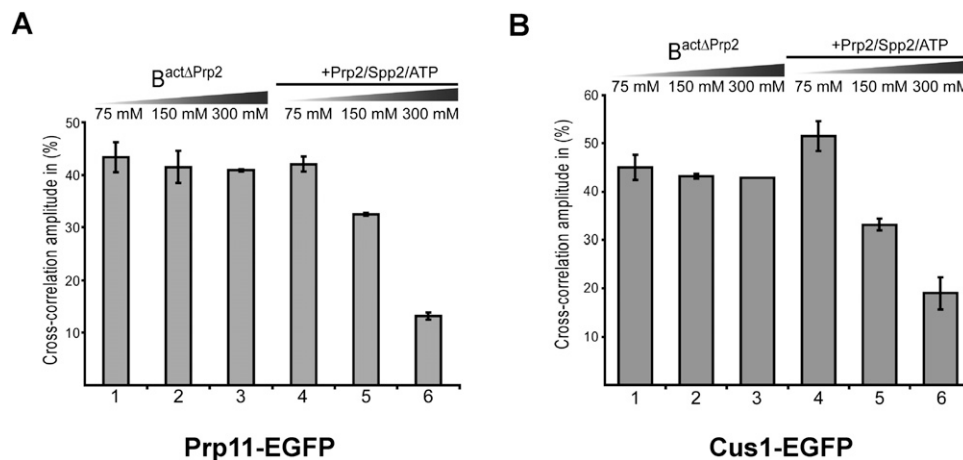 A
B^actΔPrp2
+Prp2/Spp2/ATP
75 mM 150 mM 300 mM 75 mM 150 mM 300 mM
Cross-correlation amplitude in (%)
50
40
30
20
10
1 2 3 4 5 6
Prp11-EGFP
B
B^actΔPrp2
+Prp2/Spp2/ATP
75 mM 150 mM 300 mM 75 mM 150 mM 300 mM
Cross-correlation amplitude in (%)
60
50
40
30
20
10
1 2 3 4 5 6
Cus1-EGFP